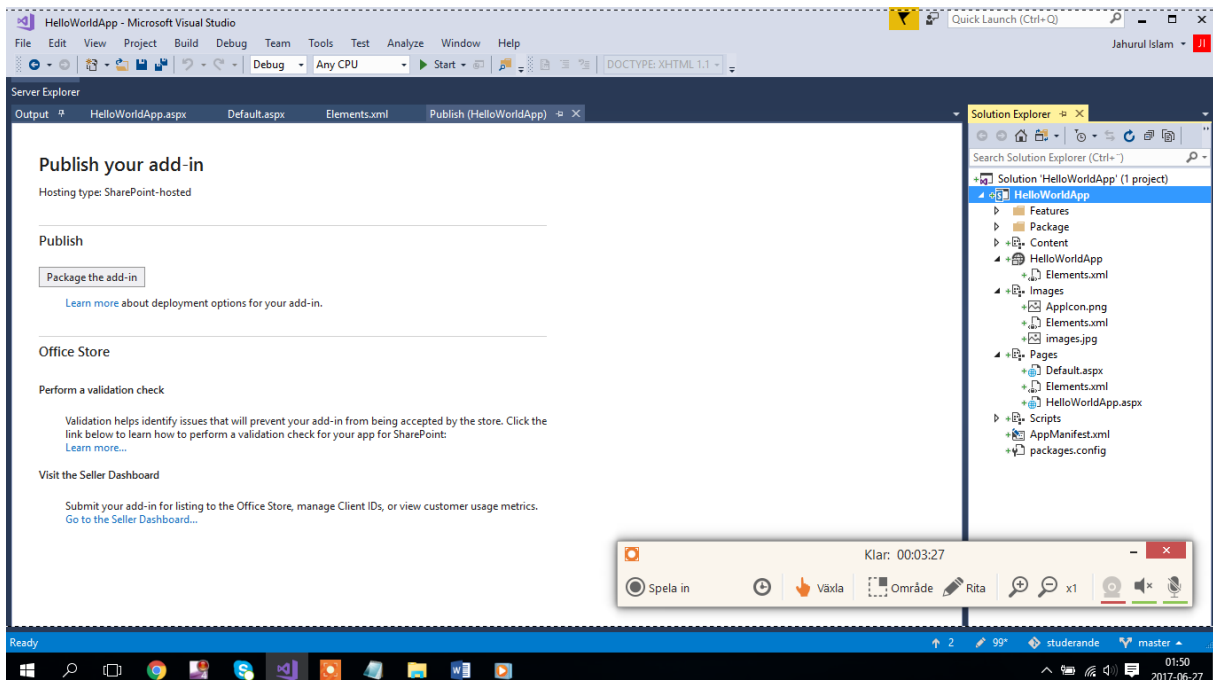 HelloWorldApp - Microsoft Visual Studio
Quick Launch (Ctrl+Q)
File Edit View Project Build Debug Team Tools Test Analyze Window Help
Jahurul Islam JI
Debug Any CPU Start DOCTYPE: XHTML 1.1
Server Explorer
Output HelloWorldApp.aspx Default.aspx Elements.xml Publish (HelloWorldApp)
Publish your add-in
Hosting type: SharePoint-hosted
Publish
Package the add-in
Learn more about deployment options for your add-in.
Office Store
Perform a validation check
Validation helps identify issues that will prevent your add-in from being accepted by the store. Click the
link below to learn how to perform a validation check for your app for SharePoint:
Learn more...
Visit the Seller Dashboard
Submit your add-in for listing to the Office Store, manage Client IDs, or view customer usage metrics.
Go to the Seller Dashboard...
Solution Explorer
Search Solution Explorer (Ctrl+¨)
Solution 'HelloWorldApp' (1 project)
HelloWorldApp
Features
Package
Content
HelloWorldApp
Elements.xml
Images
AppIcon.png
Elements.xml
images.jpg
Pages
Default.aspx
Elements.xml
HelloWorldApp.aspx
Scripts
AppManifest.xml
packages.config
Klar: 00:03:27
Spela in Växla Område Rita x1
Ready
2 99* studerande master
01:50
2017-06-27